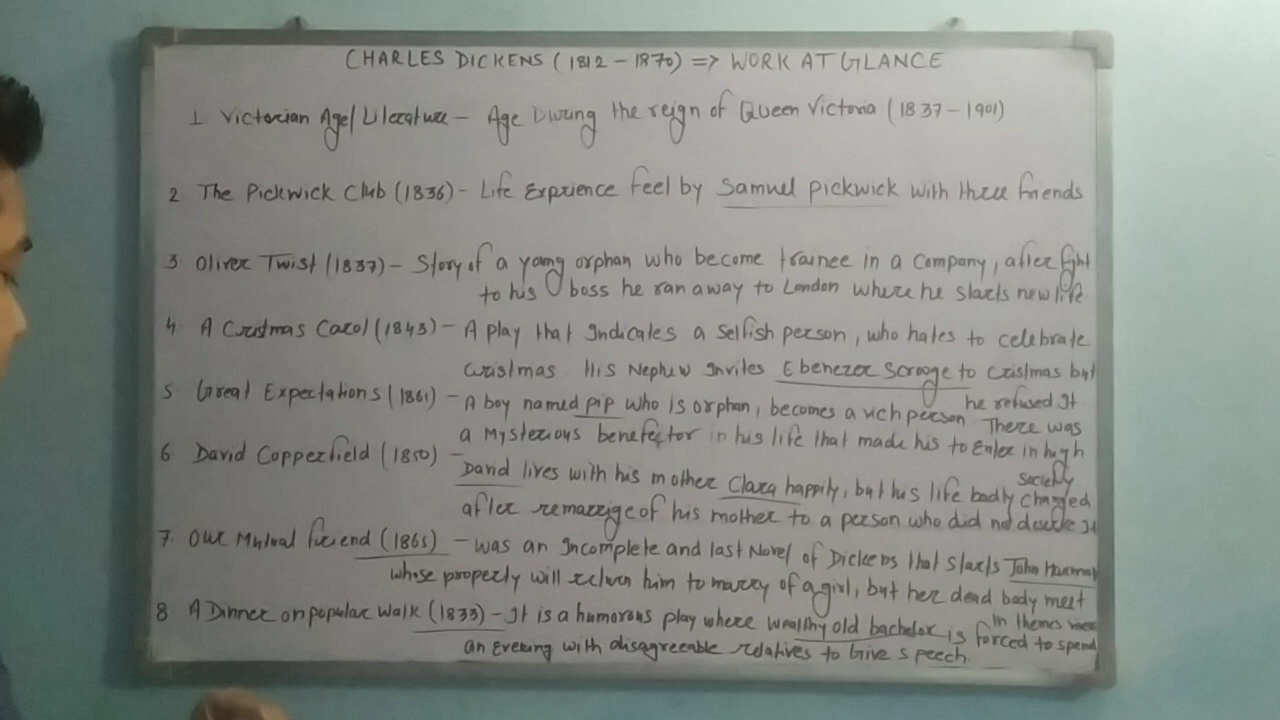 CHARLES DICKENS (1812 - 1870) => WORK AT GLANCE
1 Victorian Age/Literature - Age During the reign of Queen Victoria (1837 - 1901)
2 The Pickwick Club (1836) - Life Exprience feel by Samuel pickwick with three friends
3 Oliver Twist (1837) - Story of a young orphan who become trainee in a company, after fight
to his boss he ran away to London where he starts new life
4. A Cristmas Carol (1843) - A play that Indicates a selfish person, who hates to celebrate
Cristmas. His Nephew Invites Ebenezer Scrooge to Cristmas but
he refused It
5. Great Expectations (1861) - A boy named pip who is orphan, becomes a rich person There was
a Mysterious benefector in his life that made his to Enter in high
society
6. David Copperfield (1850) - David lives with his mother Clara happily, but his life badly changed
after remarrige of his mother to a person who did not It
7. Our Mutual friend (1865) - was an Incomplete and last Novel of Dickens that starts John Harmon
whose property will return him to marry of a girl, but her dead body meet
in Themes
8 A Dinner on popular walk (1833) - It is a humorous play where wealthy old bachelor is forced to spend
an Evening with disagreeable relatives to Give speech.